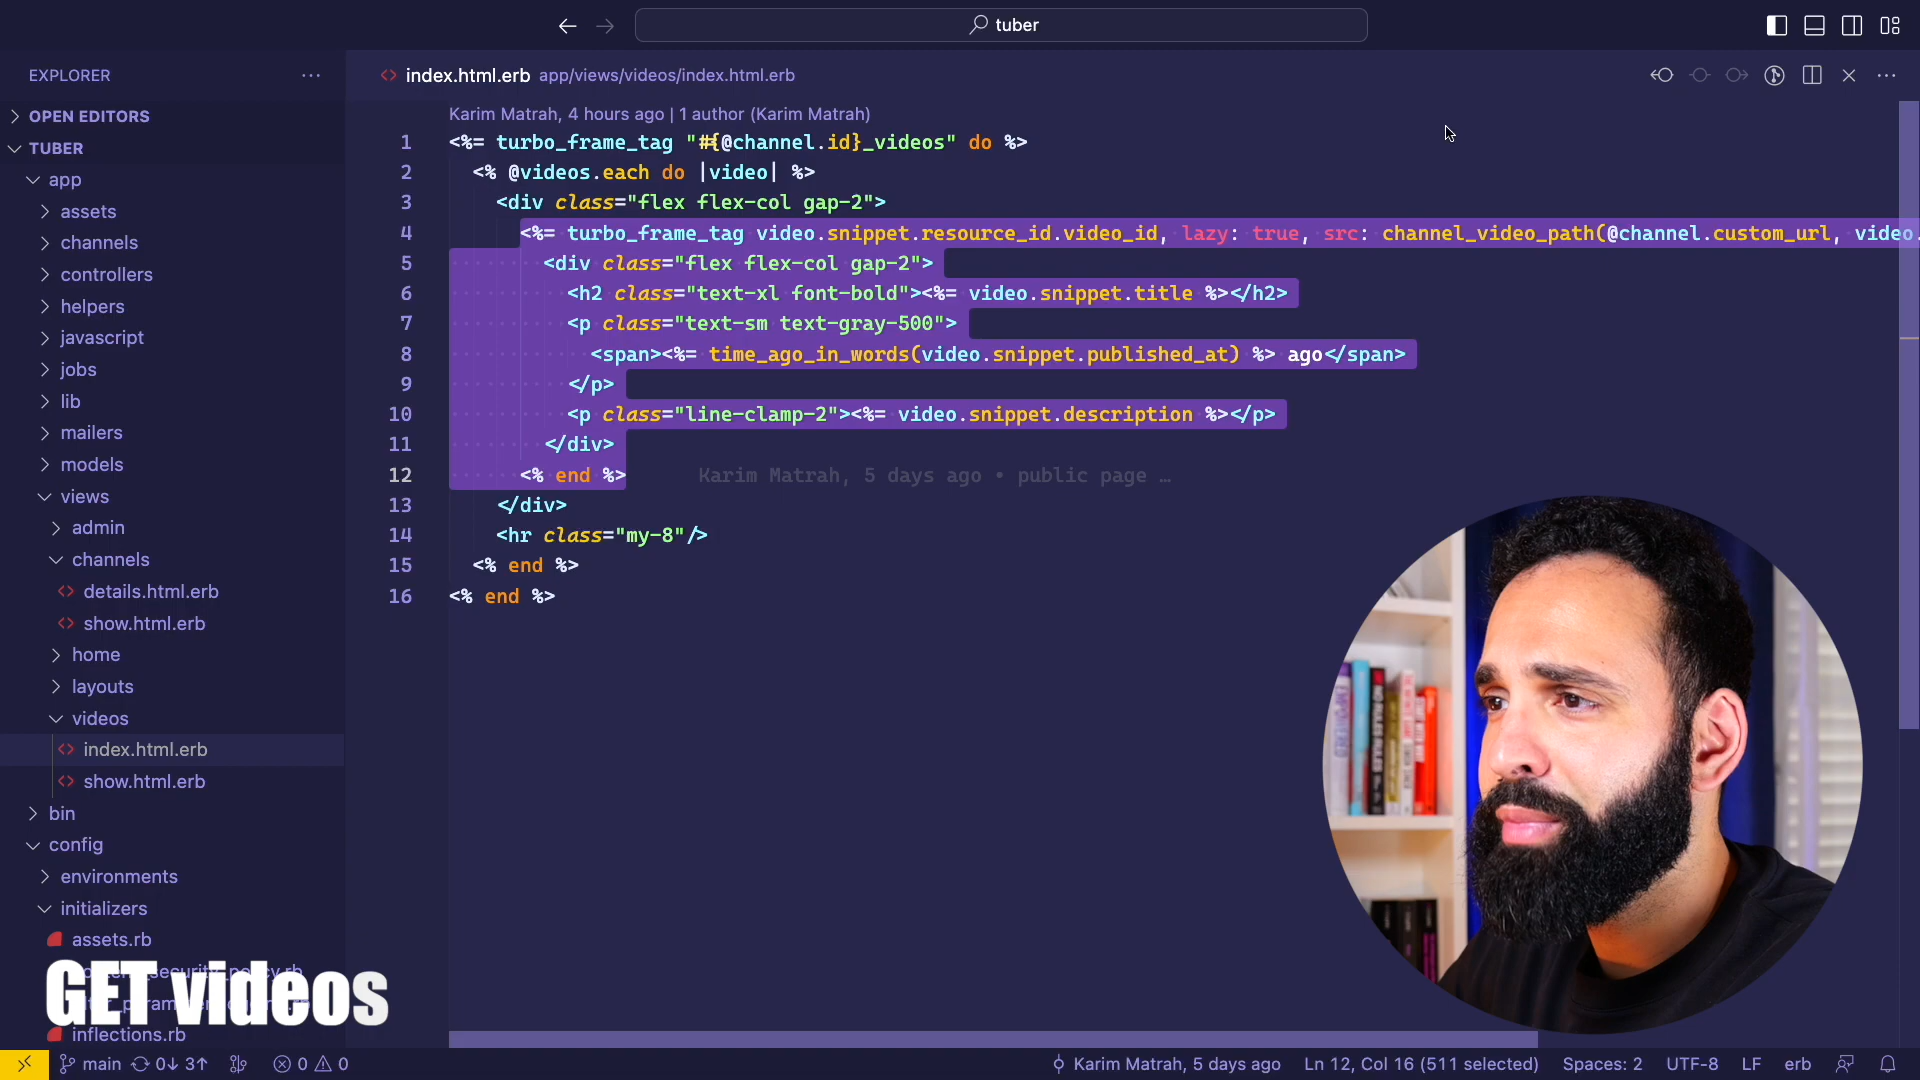 tuber
EXPLORER
index.html.erb app/views/videos/index.html.erb
OPEN EDITORS
TUBER
app
assets
channels
controllers
helpers
javascript
jobs
lib
mailers
models
views
admin
channels
details.html.erb
show.html.erb
home
layouts
videos
index.html.erb
show.html.erb
bin
config
environments
initializers
assets.rb
inflections.rb
Karim Matrah, 4 hours ago | 1 author (Karim Matrah)
1 <%= turbo_frame_tag "#{@channel.id}_videos" do %>
2 <% @videos.each do |video| %>
3 <div class="flex flex-col gap-2">
4 <%= turbo_frame_tag video.snippet.resource_id.video_id, lazy: true, src: channel_video_path(@channel.custom_url, video.
5 <div class="flex flex-col gap-2">
6 <h2 class="text-xl font-bold"><%= video.snippet.title %></h2>
7 <p class="text-sm text-gray-500">
8 <span><%= time_ago_in_words(video.snippet.published_at) %> ago</span>
9 </p>
10 <p class="line-clamp-2"><%= video.snippet.description %></p>
11 </div>
12 <% end %> Karim Matrah, 5 days ago • public page …
13 </div>
14 <hr class="my-8"/>
15 <% end %>
16 <% end %>
GET videos
main 0↓ 3↑ 0 0
Karim Matrah, 5 days ago Ln 12, Col 16 (511 selected) Spaces: 2 UTF-8 LF erb